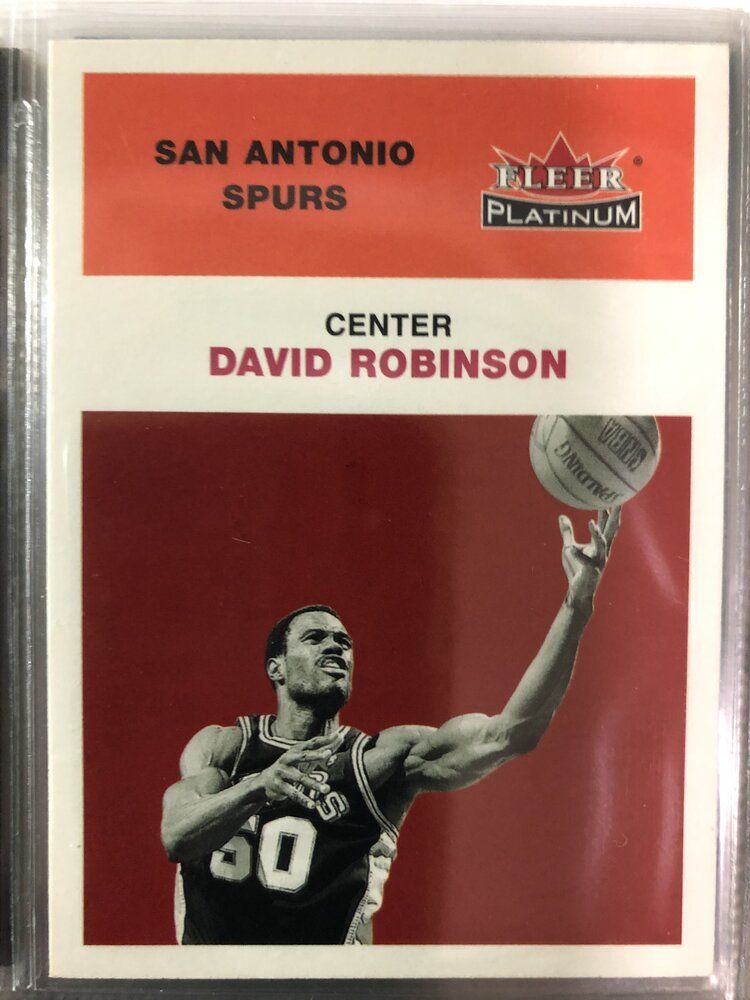 SAN ANTONIO
SPURS
FLEER
PLATINUM
CENTER
DAVID ROBINSON
SPALDING
50